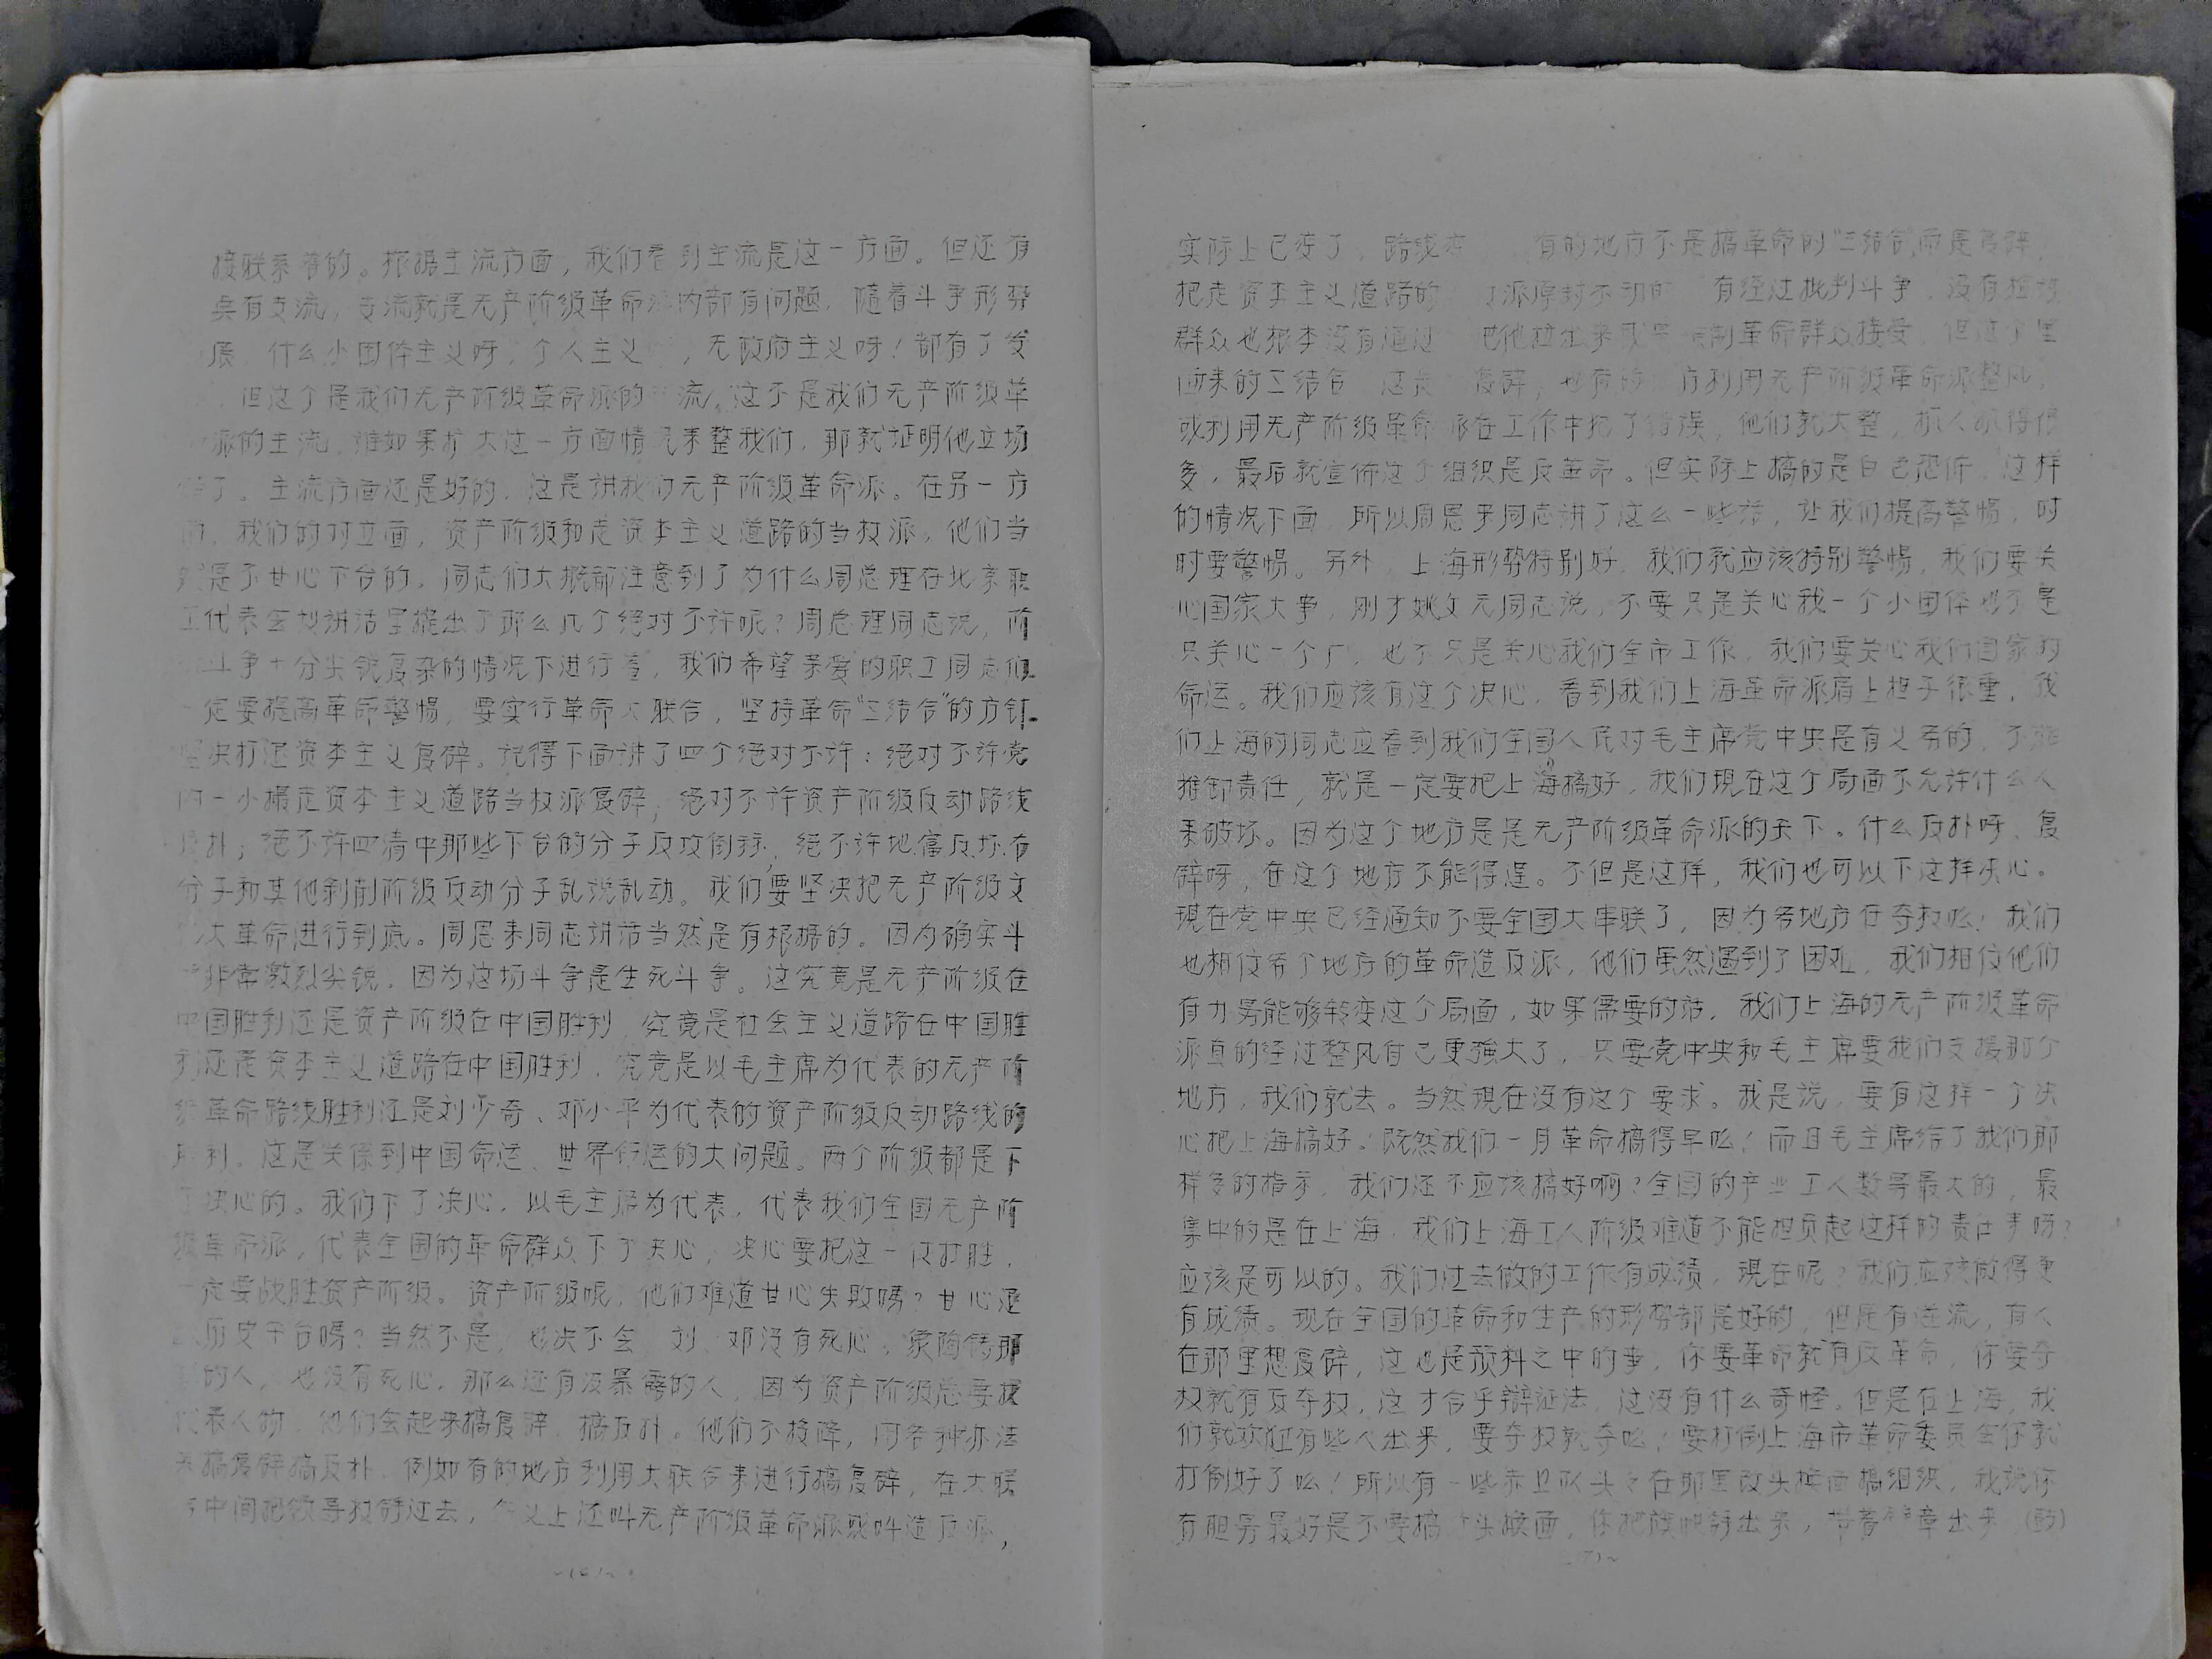 接联系着的。根据主流方面，我们看到主流是这一方面。但还有
矣有支流，支流就是无产阶级革命派内部有问题，随着斗争形势
质，什么小团体主义呀，个人主义，无政府主义呀！都有了发
，但这个是我们无产阶级革命派的流。这不是我们无产阶级革
派的主流，谁如果扩大这一方面情况来整我们，那就证明他立场
了。主流方面还是好的，这是讲我们无产阶级革命派。在另一方
，我们的对立面，资产阶级和走资本主义道路的当权派，他们当
是不甘心下台的。同志们大概都注意到了为什么周总理在北京职
工代表会议讲话里提出了那么几个绝对不许呢？周总理同志说，阶
斗争十分尖锐复杂的情况下进行着，我们希望亲爱的职工同志们
一定要提高革命警惕，要实行革命大联合，坚持革命“三结合”的方针。
坚决打退资本主义复辟。记得下面讲了四个绝对不许：绝对不许党
的一小撮走资本主义道路当权派复辟；绝对不许资产阶级反动路线
反扑；绝不许四清中那些下台的分子反攻倒算，绝不许地富反坏右
分子和其他剥削阶级反动分子乱说乱动。我们要坚决把无产阶级文
大革命进行到底。周恩来同志讲话当然是有根据的。因为确实斗
非常激烈尖锐，因为这场斗争是生死斗争。这究竟是无产阶级在
中国胜利还是资产阶级在中国胜利，究竟是社会主义道路在中国胜
利还是资本主义道路在中国胜利，究竟是以毛主席为代表的无产阶
级革命路线胜利还是刘少奇、邓小平为代表的资产阶级反动路线的
胜利。这是关系到中国命运、世界命运的大问题。两个阶级都是下
了决心的。我们下了决心，以毛主席为代表，代表我们全国无产阶
级革命派，代表全国的革命群众下了决心，决心要把这一仗打胜，
一定要战胜资产阶级。资产阶级呢，他们难道甘心失败吗？甘心退
历史午台吗？当然不是，也决不会，刘、邓没有死心，象陶铸那
的人，也没有死心，那么还有没暴露的人，因为资产阶级总要拔
代表人物，他们会起来搞复辟，搞反扑。他们不投降，用各种办法
来搞复辟搞反扑，例如有的地方利用大联合来进行搞复辟，在大联
合中间把领导权夺过去，名义上还叫无产阶级革命派或叫造反派，
实际上已变了，路线变有的地方不是搞革命的“三结合”，而是复辟，
把走资本主义道路的派原封不动的有经过批判斗争，没有
群众也根本没有通过把他拉出来强制革命群众接受，但这个里
面来的三结合，这是复辟，也有的方利用无产阶级革命派整风，
或利用无产阶级革命派在工作中犯了错误，他们就大整，抓人抓得很
多，最后就宣佈这个组织是反革命。但实际上搞的是白色恐怖，这样
的情况下面，所以周恩来同志讲了这么一些话，让我们提高警惕，时
时要警惕。另外，上海形势特别好，我们就应该特别警惕，我们要关
心国家大事，刚才姚文元同志说，不要只是关心我一个小团体也不是
只关心一个厂，也不只是关心我们全市工作，我们要关心我们国家的
命运。我们应该有这个决心，看到我们上海革命派肩上担子很重，我
们上海的同志应看到我们全国人民对毛主席党中央是有义务的，不能
推卸责任，就是一定要把上海搞好，我们现在这个局面不允许什么人
来破坏。因为这个地方是是无产阶级革命派的天下。什么反扑呀、复
辟呀，在这个地方不能得逞。不但是这样，我们也可以下这样决心。
现在党中央已经通知不要全国大串联了，因为各地方在夺权吆！我们
也相信各个地方的革命造反派，他们虽然遇到了困难，我们相信他们
有力量能够转变这个局面，如果需要的话，我们上海的无产阶级革命
派真的经过整风自己更强大了，只要党中央和毛主席要我们支援那个
地方，我们就去。当然现在没有这个要求。我是说，要有这样一个决
心把上海搞好！既然我们一月革命搞得早吆！而且毛主席给了我们那
样多的指示，我们还不应该搞好啊？全国的产业工人数量最大的，最
集中的是在上海，我们上海工人阶级难道不能担负起这样的责任来吗？
应该是可以的。我们过去做的工作有成绩，现在呢？我们应该做得更
有成绩。现在全国的革命和生产的形势都是好的，但是有逆流，有人
在那里想复辟，这也是预料之中的事，你要革命就有反革命，你要夺
权就有反夺权，这才合乎辩证法，这没有什么奇怪。但是在上海，我
们就欢迎有些人出来，要夺权就夺吆！要打倒上海市革命委员会你就
打倒好了吆！所以有一些赤卫队头々在那里改头换面搞组织，我说你
有胆量最好是不要搞头换面，你把旗帜夺出来，带着章出来（鼓）